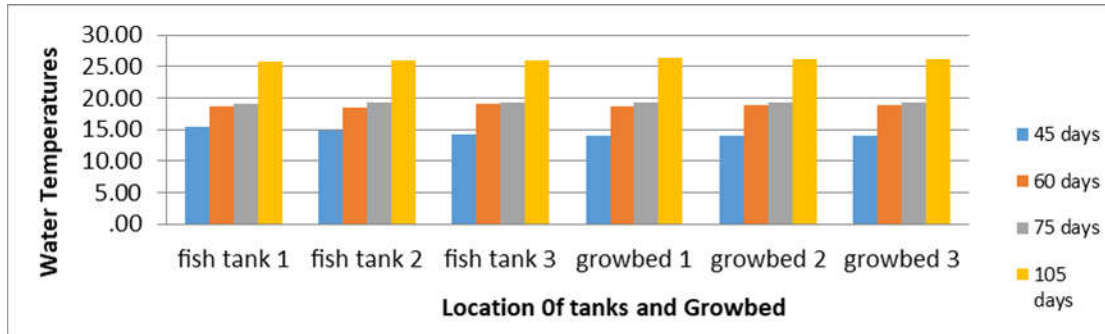 30.00
25.00
20.00
15.00
10.00
5.00
.00
Water Temperatures
fish tank 1 fish tank 2 fish tank 3 growbed 1 growbed 2 growbed 3
Location 0f tanks and Growbed
45 days
60 days
75 days
105
days